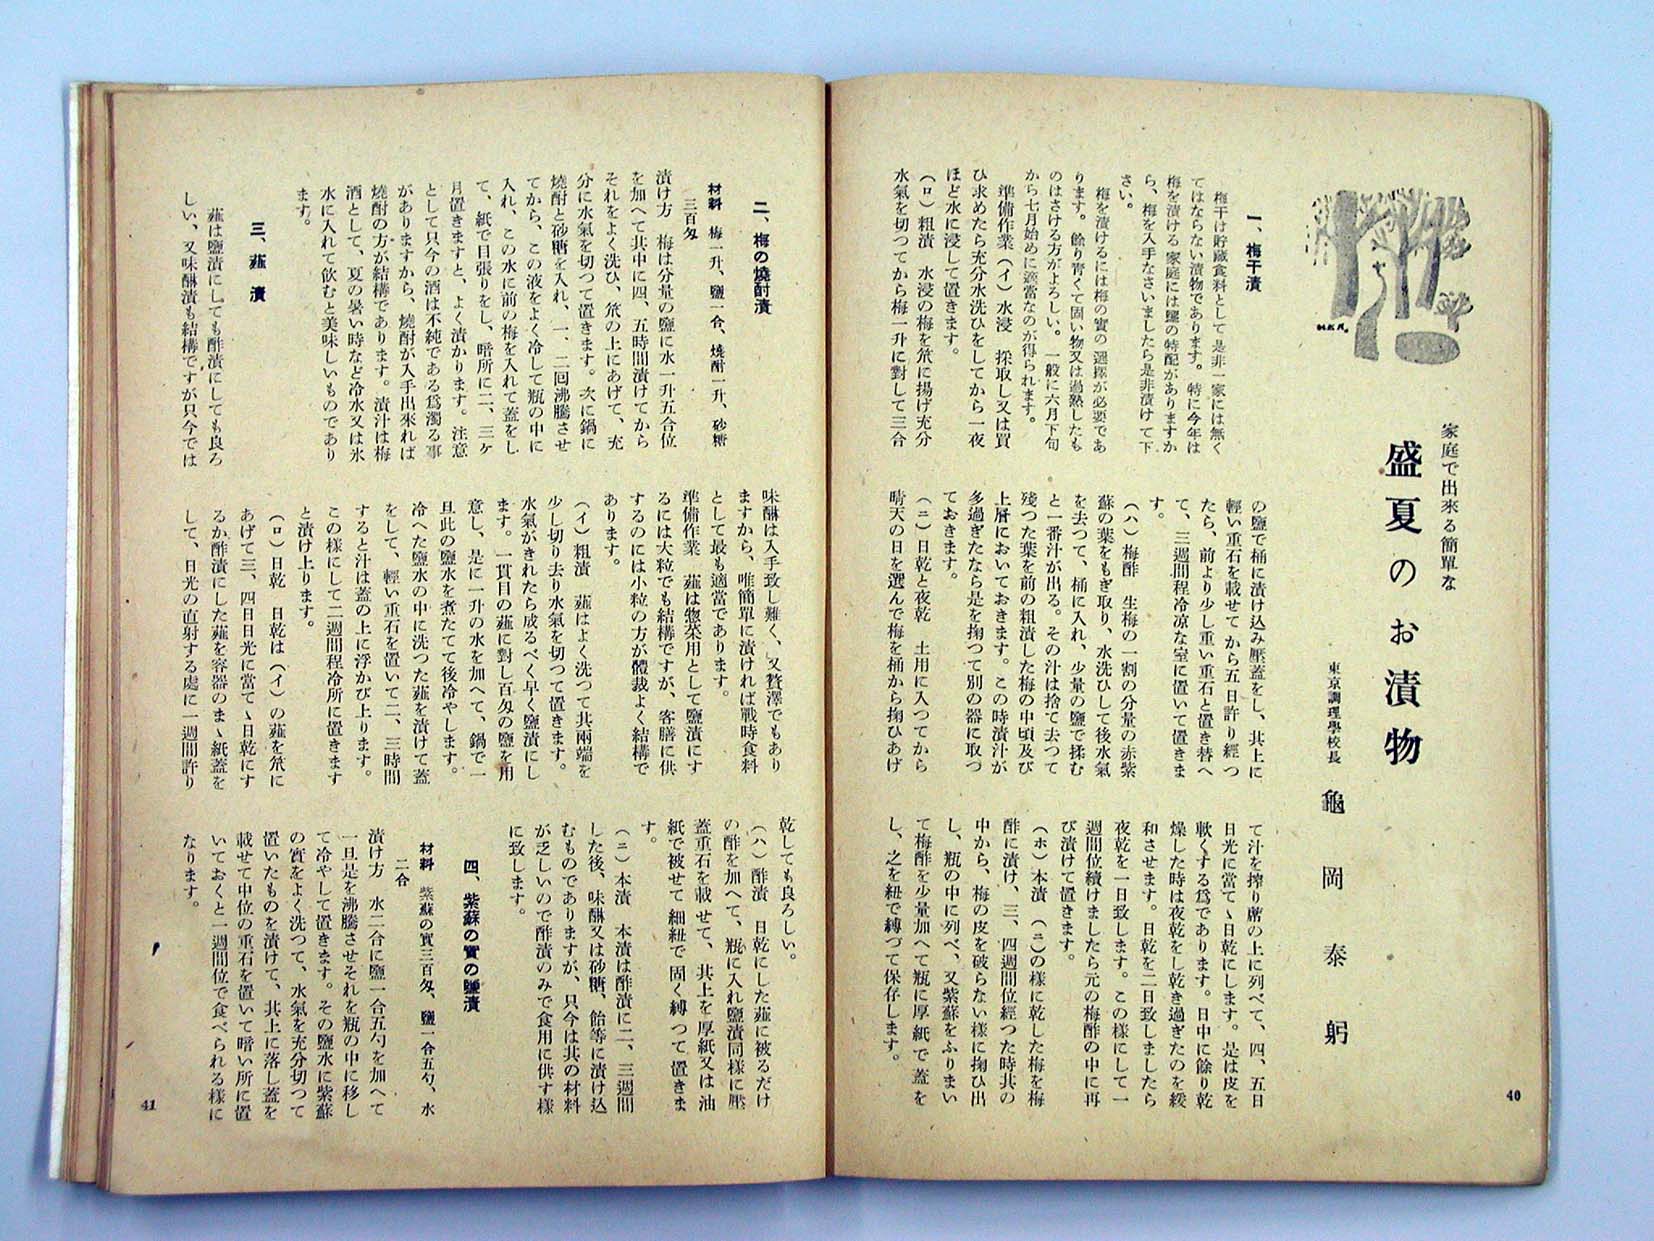 家庭で出來る簡單な
盛夏のお漬物
東京調理學校長 龜岡泰躬
一、梅干漬
梅干は貯藏食料として是非一家には無く
てはならない漬物であります。特に今年は
梅を漬ける家庭には鹽の特配がありますか
ら、梅を入手なさいましたら是非漬けて下
さい。
梅を漬けるには梅の實の選擇が必要であ
ります。餘り靑くて固い物又は過熟したも
のはさける方がよろしい。一般に六月下旬
から七月始めに適當なのが得られます。
準備作業（イ）水浸　採取し又は買
ひ求めたら充分水洗ひをしてから一夜
ほど水に浸して置きます。
（ロ）粗漬　水浸の梅を笊に揚げ充分
水氣を切つてから梅一升に對して三合
の鹽で桶に漬け込み壓蓋をし、共上に
輕い重石を載せてから五日許り經つ
たら、前より少し重い重石と置き替へ
て、三週間程冷凉な室に置いて置きま
す。
（ハ）梅酢　生梅の一割の分量の赤紫
蘇の葉をもぎ取り、水洗ひして後水氣
を去つて、桶に入れ、少量の鹽で揉む
と一番汁が出る。その汁は捨て去つて
殘つた葉を前の粗漬した梅の中頃及び
上層においておきます。この時漬汁が
多過ぎたなら是を掬つて別の器に取つ
ておきます。
（ニ）日乾と夜乾　土用に入つてから
晴天の日を選んで梅を桶から掬ひあげ
て汁を搾り蓆の上に列べて、四、五日
日光に當てゝ日乾にします。是は皮を
軟くする爲であります。日中に餘り乾
燥した時は夜乾をし乾き過ぎたのを緩
和させます。日乾を二日致しましたら
夜乾を一日致します。この樣にして一
週間位續けましたら元の梅酢の中に再
び漬けて置きます。
（ホ）本漬　（ニ）の樣に乾した梅を梅
酢に漬け、三、四週間位經つた時共の
中から、梅の皮を破らない樣に掬ひ出
し、瓶の中に列べ、又紫蘇をふりまい
て梅酢を少量加へて瓶に厚紙で蓋を
し、之を紐で縛つて保存します。
40
二、梅の燒酎漬
材料　梅一升、鹽一合、燒酎一升、砂糖
三百匁
漬け方　梅は分量の鹽に水一升五合位
を加へて其中に四、五時間漬けてから
それをよく洗ひ、笊の上にあげて、充
分に水氣を切つて置きます。次に鍋に
燒酎と砂糖を入れ、一、二回沸騰させ
てから、この液をよく冷して瓶の中に
入れ、この水に前の梅を入れて蓋をし
て、紙で目張りをし、暗所に二、三ケ
月置きますと、よく漬かります。注意
として只今の酒は不純である爲濁る事
がありますから、燒酎が入手出來れば
燒酎の方が結構であります。漬汁は梅
酒として、夏の暑い時など冷水又は氷
水に入れて飮むと美味しいものであり
ます。
三、薤漬
薤は鹽漬にしても酢漬にしても良ろ
しい、又味醂漬も結構ですが只今では
味醂は入手致し難く、又贅澤でもあり
ますから、唯簡單に漬ければ戰時食料
として最も適當であります。
準備作業　薤は惣菜用として鹽漬にす
るには大粒でも結構ですが、客膳に供
するのには小粒の方が體裁よく結構で
あります。
（イ）粗漬　薤はよく洗つて共兩端を
少し切り去り水氣を切つて置きます。
水氣がきれたら成るべく早く鹽漬にし
ます。一貫目の薤に對し百匁の鹽を用
意し、是に一升の水を加へて、鍋で一
旦此の鹽水を煮たてて後冷やします。
冷へた鹽水の中に洗つた薤を漬けて蓋
をして、輕い重石を置いて二、三時間
すると汁は蓋の上に浮かび上ります。
この樣にして二週間程冷所に置きます
と漬け上ります。
（ロ）日乾　日乾は（イ）の薤を笊に
あげて三、四日日光に當てゝ日乾にす
るか酢漬にした薤を容器のまゝ紙蓋を
して、日光の直射する處に一週間許り
乾しても良ろしい。
（ハ）酢漬　日乾にした薤に被るだけ
の酢を加へて、瓶に入れ鹽漬同樣に壓
蓋重石を載せて、共上を厚紙又は油
紙で被せて細紐で固く縛つて置きま
す。
（ニ）本漬　本漬は酢漬に二、三週間
した後、味醂又は砂糖、飴等に漬け込
むものでありますが、只今は共の材料
が乏しいので酢漬のみで食用に供す樣
に致します。
四、紫蘇の實の鹽漬
材料　紫蘇の實三百匁、鹽一合五勺、水
二合
漬け方　水二合に鹽一合五勺を加へて
一旦是を沸騰させそれを瓶の中に移し
て冷やして置きます。その鹽水に紫蘇
の實をよく洗つて、水氣を充分切つて
置いたものを漬けて、共上に落し蓋を
載せて中位の重石を置いて暗い所に置
いておくと一週間位で食べられる樣に
なります。
41